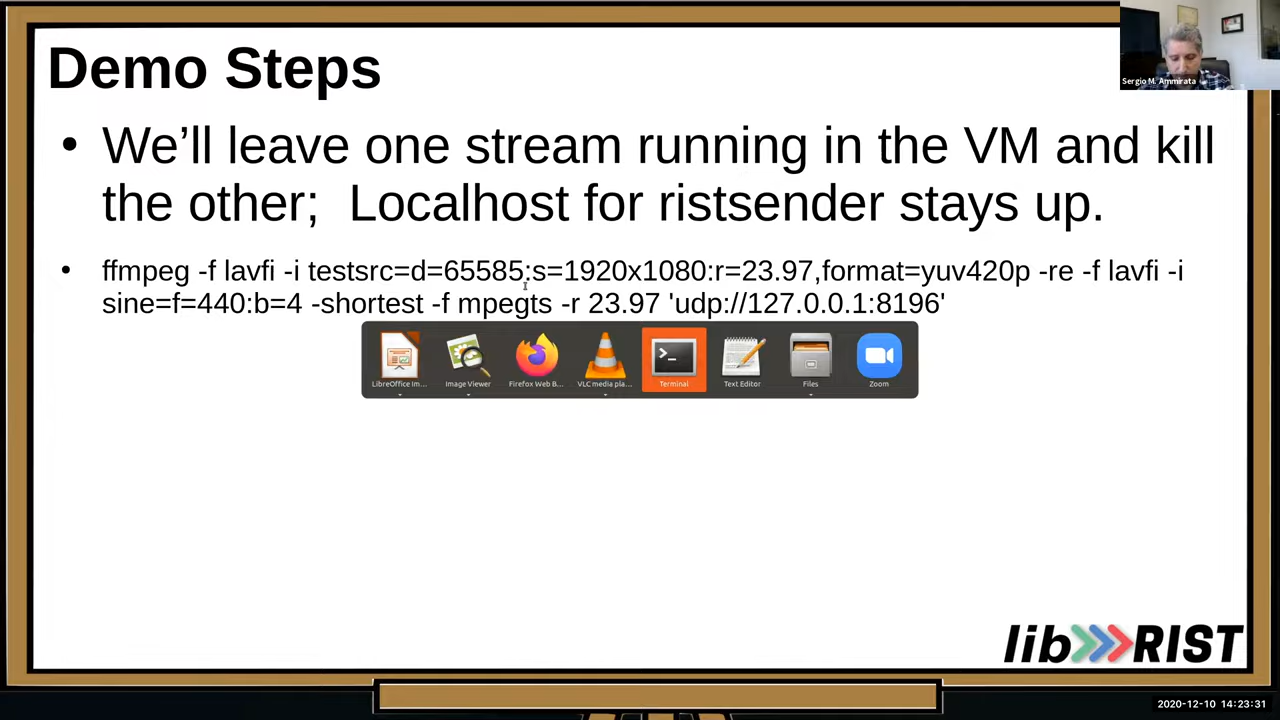 Demo Steps
Sergio M. Ammirata
• We’ll leave one stream running in the VM and kill
the other;  Localhost for ristsender stays up.
• ffmpeg -f lavfi -i testsrc=d=65585:s=1920x1080:r=23.97,format=yuv420p -re -f lavfi -i
sine=f=440:b=4 -shortest -f mpegts -r 23.97 'udp://127.0.0.1:8196'
LibreOffice Im... Image Viewer Firefox Web B... VLC media pla... Terminal Text Editor Files Zoom
lib RIST
2020-12-10 14:23:31